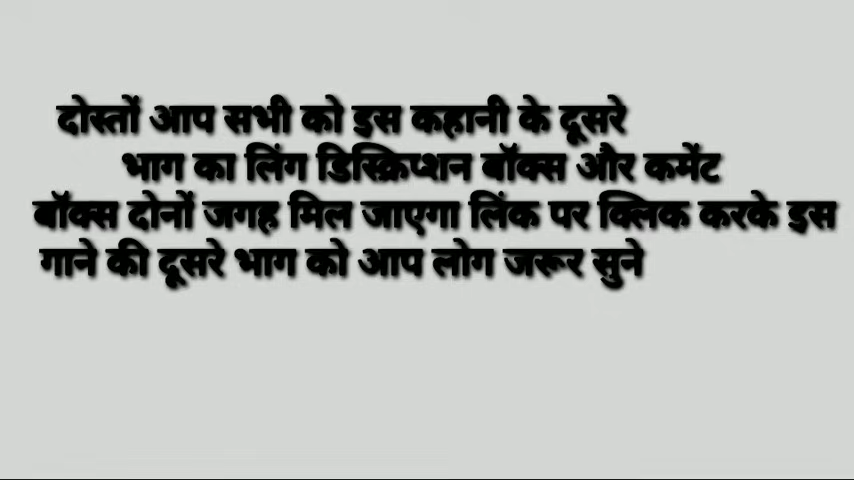 दोस्तों आप सभी को इस कहानी के दूसरे
भाग का लिंग डिस्क्रिप्शन बॉक्स और कमेंट
बॉक्स दोनों जगह मिल जाएगा लिंक पर क्लिक करके इस
गाने की दूसरे भाग को आप लोग जरूर सुने